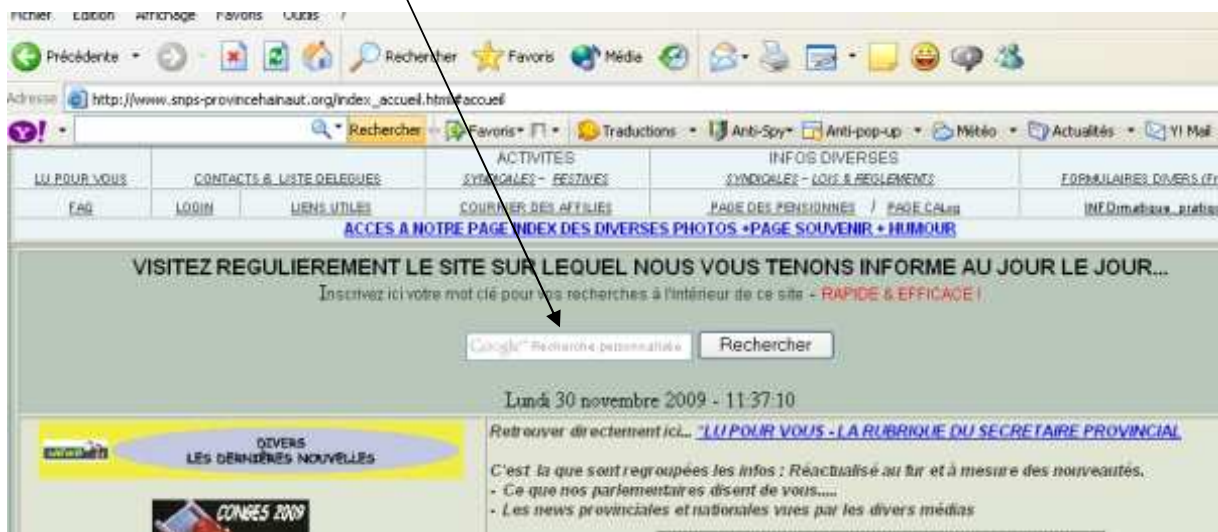 Fichier Edition Affichage Favoris Outils ?
Précédente Rechercher Favoris Média
Adresse http://www.snps-provincehainaut.org/index_accueil.html#accueil
Y! Rechercher Favoris Traductions Anti-Spy Anti-pop-up Météo Actualités Y! Mail
ACTIVITES INFOS DIVERSES
LU POUR VOUS CONTACTS & LISTE DELEGUES SYNDICALES - FESTIVES SYNDICALES - LOIS & REGLEMENTS FORMULAIRES DIVERS
FAQ LOGIN LIENS UTILES COURRIER DES AFFILIES PAGE DES PENSIONNES / PAGE CALog INFOrmatique_pratiq
ACCES A NOTRE PAGE INDEX DES DIVERSES PHOTOS +PAGE SOUVENIR + HUMOUR
VISITEZ REGULIEREMENT LE SITE SUR LEQUEL NOUS VOUS TENONS INFORME AU JOUR LE JOUR...
Inscrivez ici votre mot clé pour vos recherches à l'intérieur de ce site - RAPIDE & EFFICACE !
Google™ Recherche personnalisée Rechercher
Lundi 30 novembre 2009 - 11:37:10
DIVERS
LES DERNIÈRES NOUVELLES
CONGES 2009
Retrouver directement ici... "LU POUR VOUS - LA RUBRIQUE DU SECRETAIRE PROVINCIAL
C'est la que sont regroupées les infos : Réactualisé au fur et à mesure des nouveautés.
- Ce que nos parlementaires disent de vous.....
- Les news provinciales et nationales vues par les divers médias